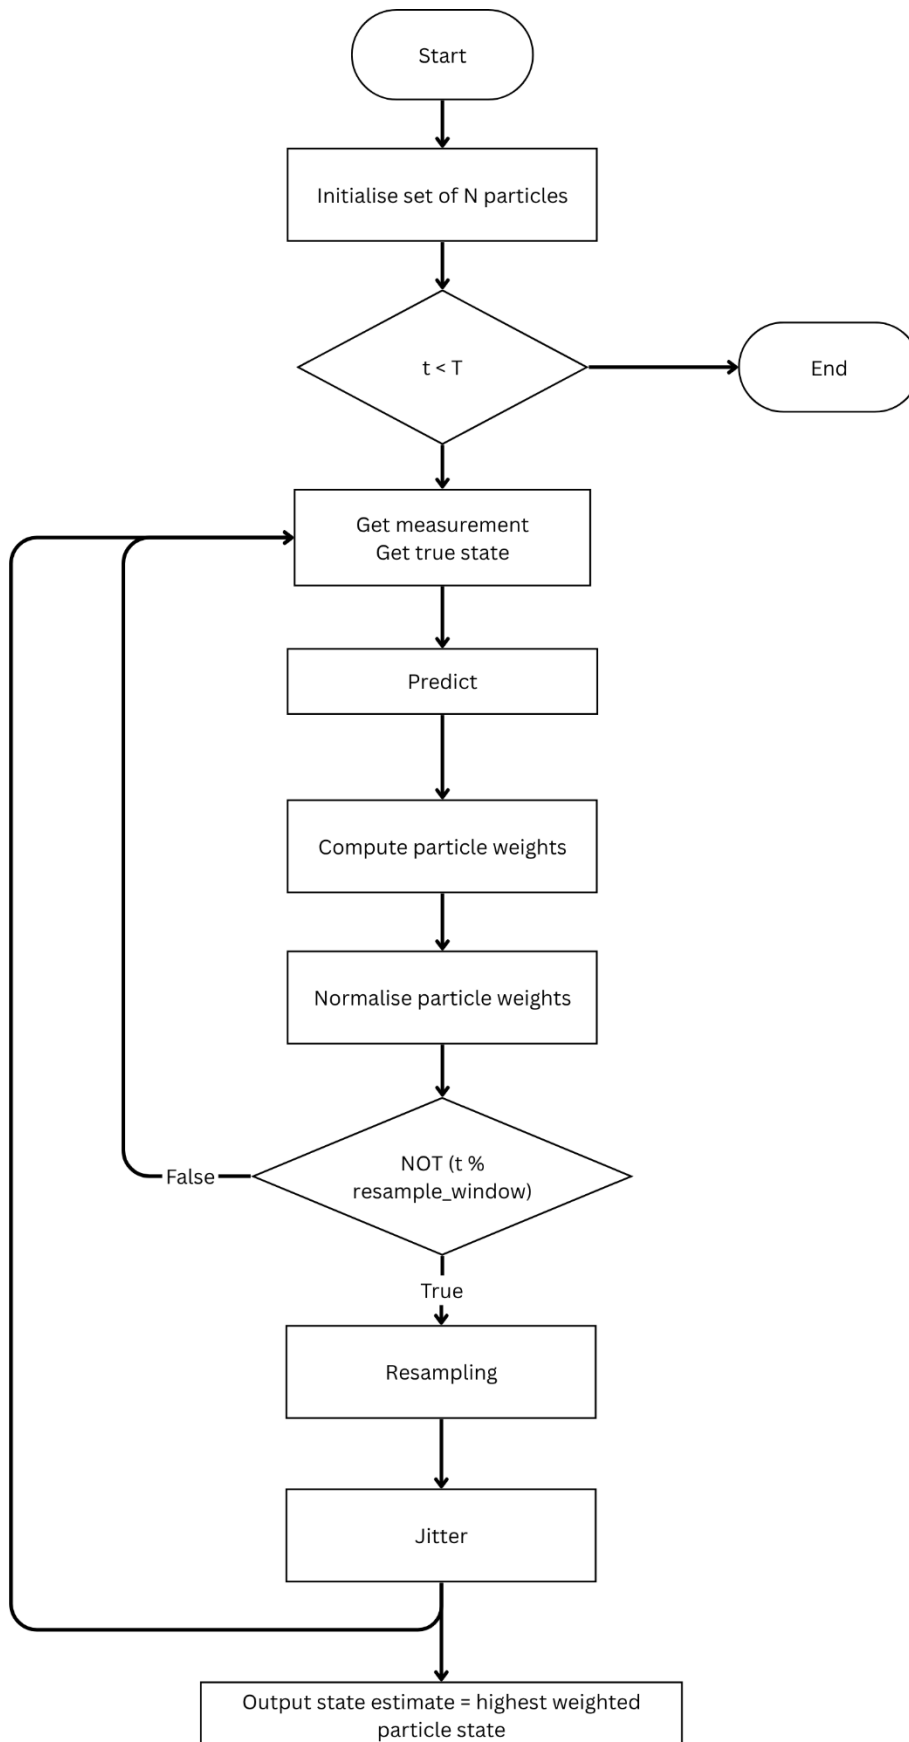 Start
Initialise set of N particles
t < T
End
Get measurement
Get true state
Predict
Compute particle weights
Normalise particle weights
NOT (t %
resample_window)
False
True
Resampling
Jitter
Output state estimate = highest weighted
particle state